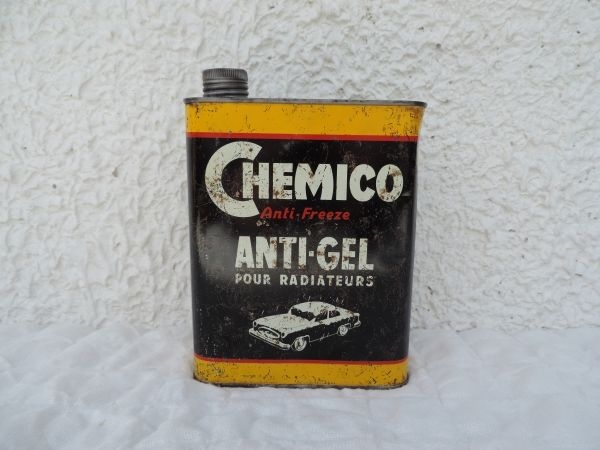 CHEMICO
Anti-Freeze
ANTI-GEL
POUR RADIATEURS